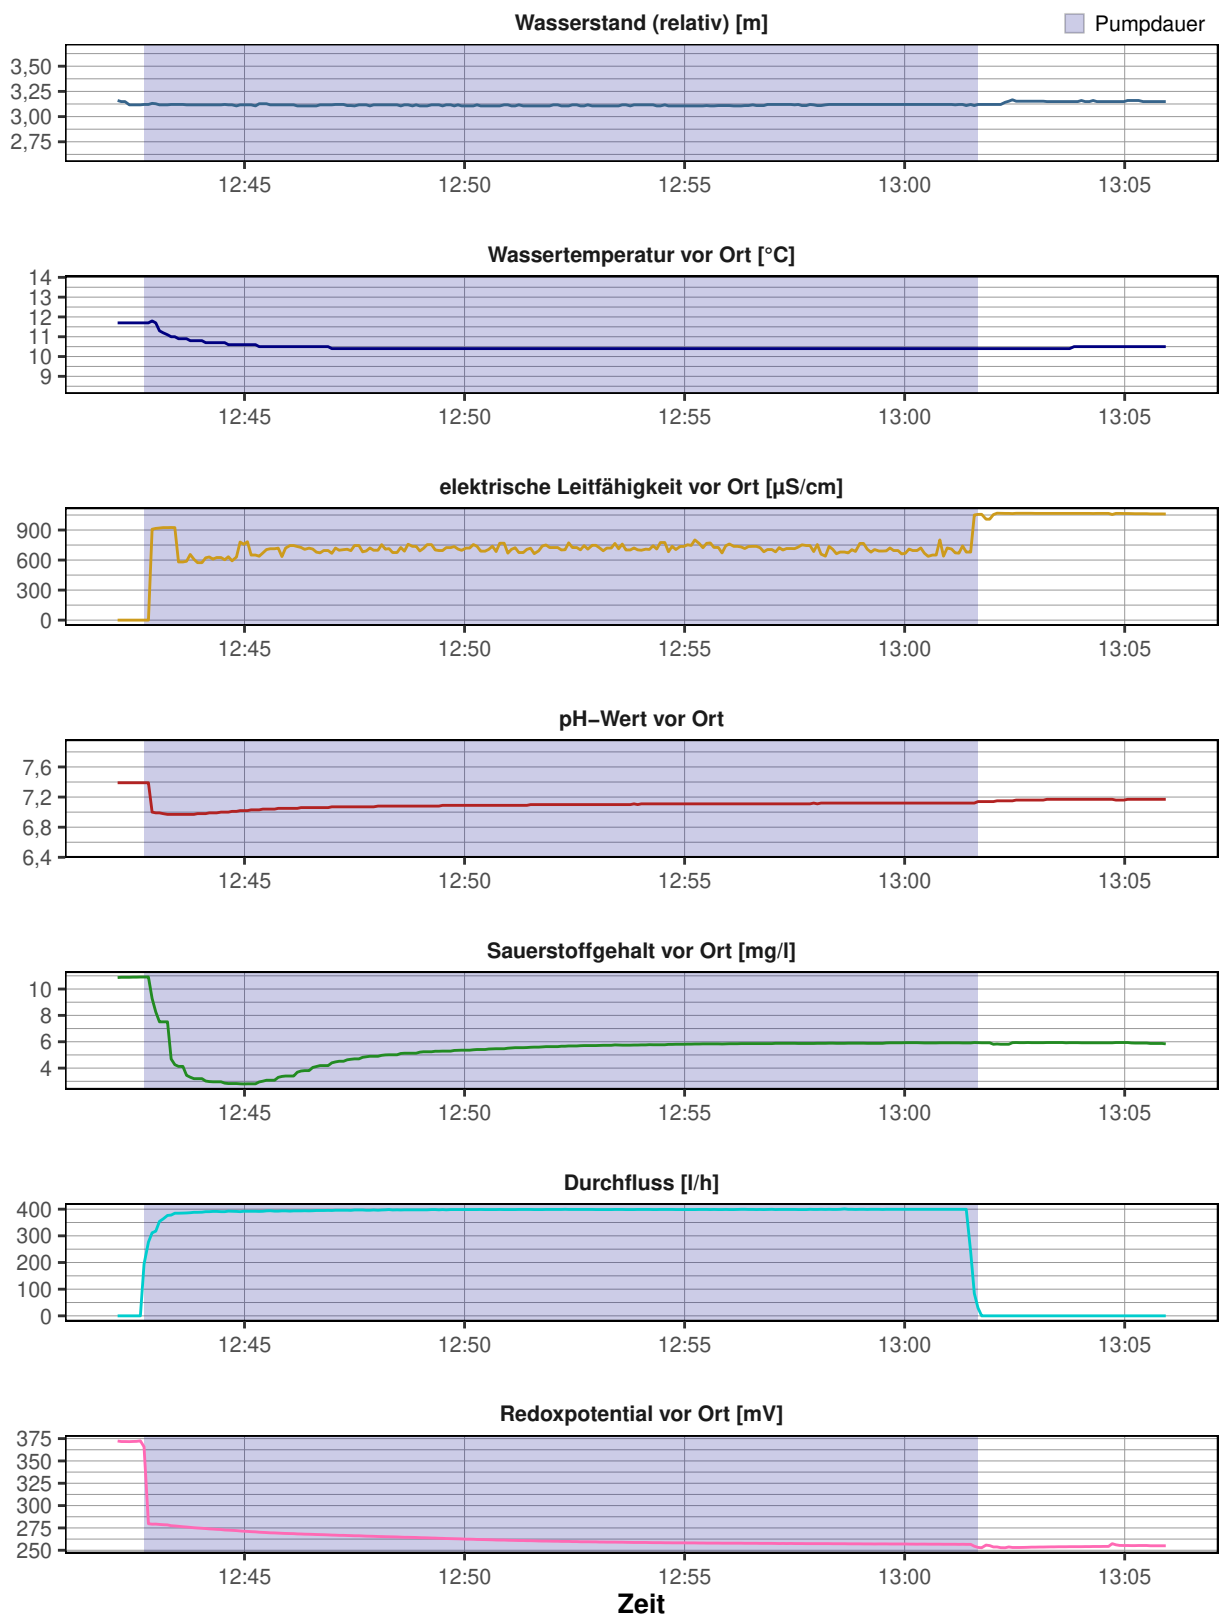 Wasserstand (relativ) [m]
Pumpdauer
3,50
3,25
3,00
2,75
12:45 12:50 12:55 13:00 13:05
Wassertemperatur vor Ort [°C]
14
13
12
11
10
9
12:45 12:50 12:55 13:00 13:05
elektrische Leitfähigkeit vor Ort [µS/cm]
900
600
300
0
12:45 12:50 12:55 13:00 13:05
pH−Wert vor Ort
7,6
7,2
6,8
6,4
12:45 12:50 12:55 13:00 13:05
Sauerstoffgehalt vor Ort [mg/l]
10
8
6
4
12:45 12:50 12:55 13:00 13:05
Durchfluss [l/h]
400
300
200
100
0
12:45 12:50 12:55 13:00 13:05
Redoxpotential vor Ort [mV]
375
350
325
300
275
250
12:45 12:50 12:55 13:00 13:05
Zeit